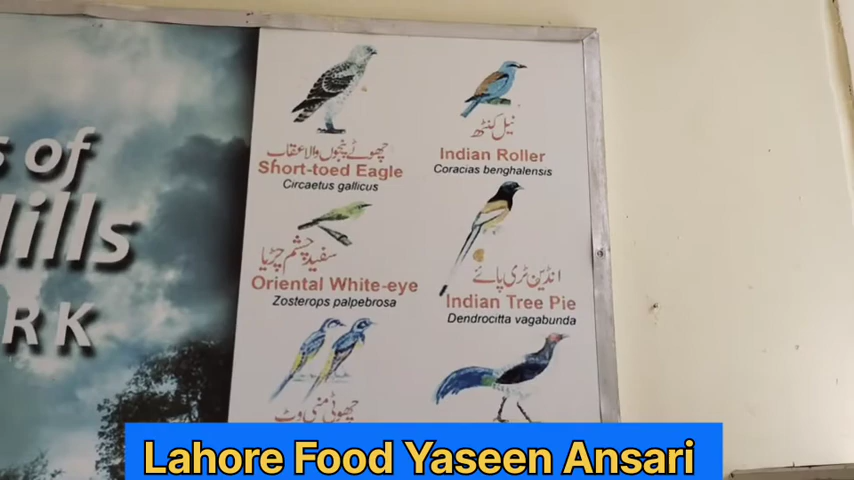 s of
Hills
RK
چھوٹے پنجوں والا عقاب
Short-toed Eagle
Circaetus gallicus
نیل کنٹھ
Indian Roller
Coracias benghalensis
سفید چشم چڑیا
Oriental White-eye
Zosterops palpebrosa
انڈین ٹری پائے
Indian Tree Pie
Dendrocitta vagabunda
چھوٹی منی وٹ
Lahore Food Yaseen Ansari